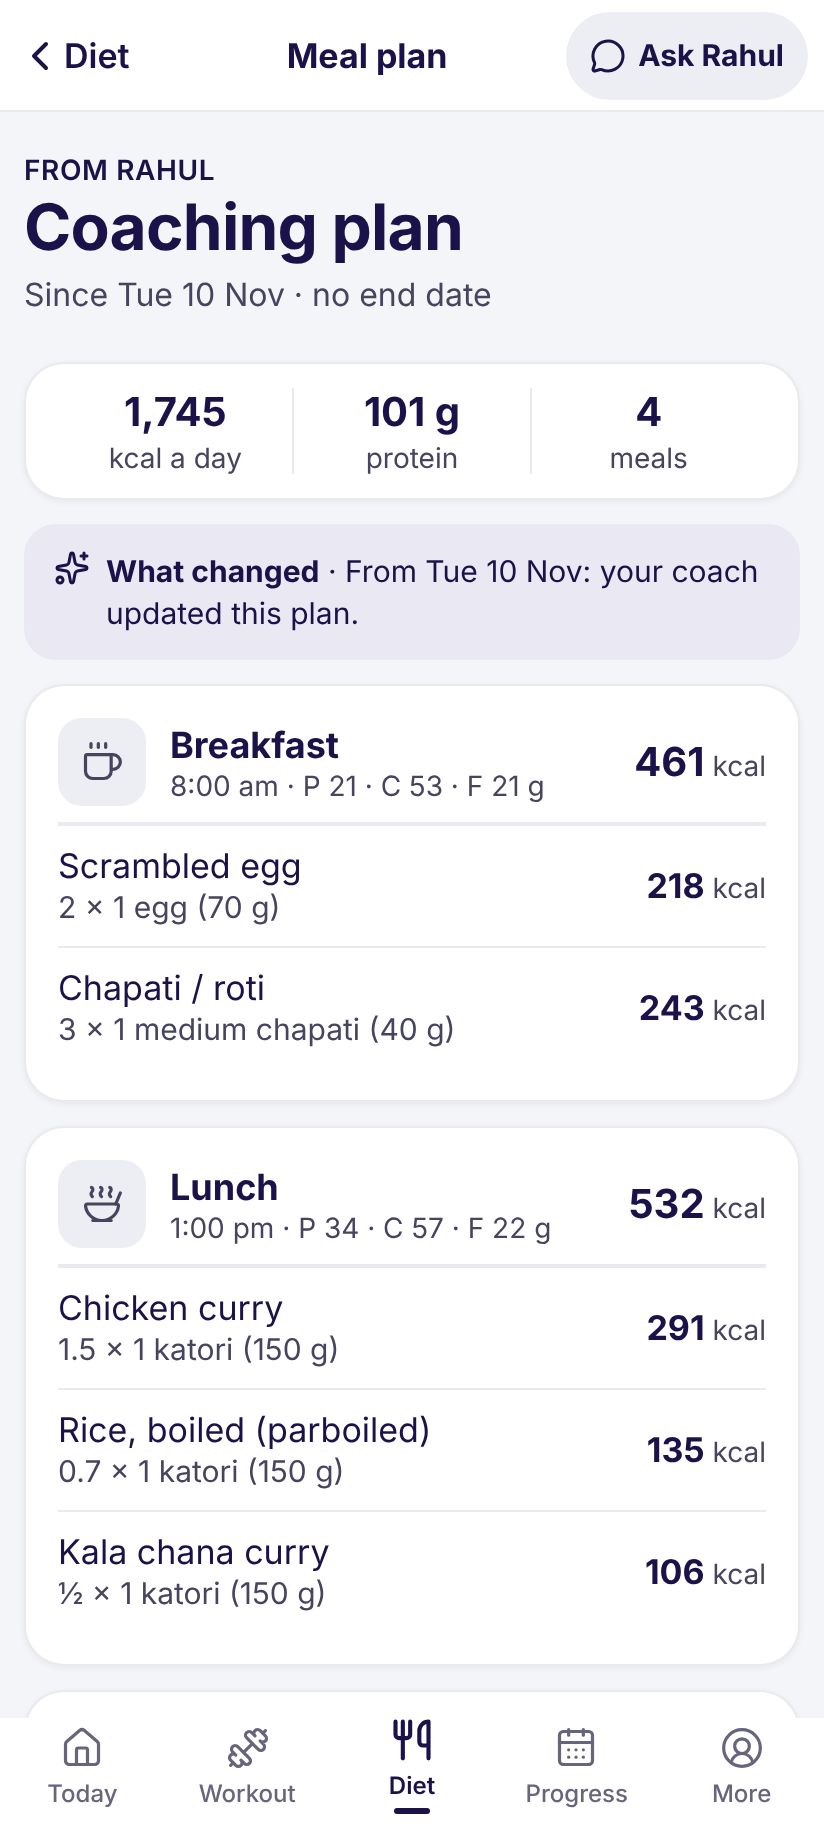 Diet
Meal plan
Ask Rahul
FROM RAHUL
Coaching plan
Since Tue 10 Nov · no end date
1,745
kcal a day
101 g
protein
4
meals
What changed · From Tue 10 Nov: your coach
updated this plan.
Breakfast
8:00 am · P 21 · C 53 · F 21 g
461 kcal
Scrambled egg
2 × 1 egg (70 g)
218 kcal
Chapati / roti
3 × 1 medium chapati (40 g)
243 kcal
Lunch
1:00 pm · P 34 · C 57 · F 22 g
532 kcal
Chicken curry
1.5 × 1 katori (150 g)
291 kcal
Rice, boiled (parboiled)
0.7 × 1 katori (150 g)
135 kcal
Kala chana curry
½ × 1 katori (150 g)
106 kcal
Today
Workout
Diet
Progress
More